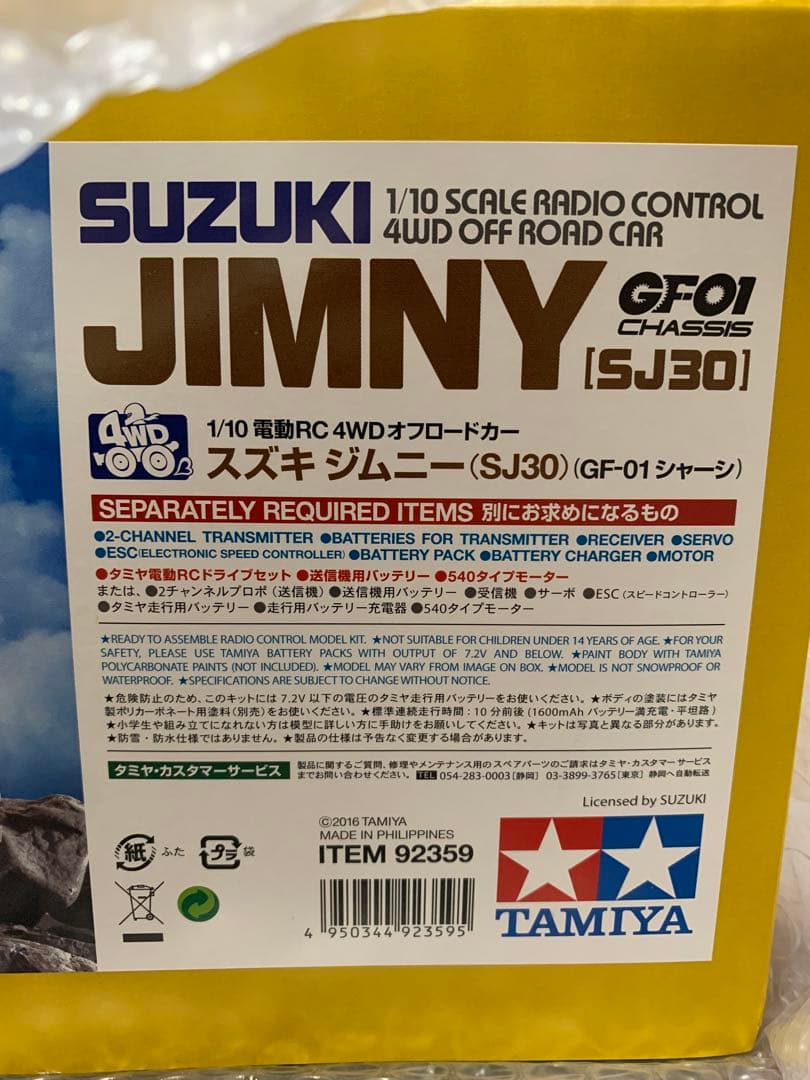 SUZUKI
1/10 SCALE RADIO CONTROL
4WD OFF ROAD CAR
JIMNY
GF-01
CHASSIS
[SJ30]
4WD2
1/10 電動RC 4WDオフロードカー
スズキ ジムニー(SJ30)(GF-01シャーシ)
SEPARATELY REQUIRED ITEMS 別にお求めになるもの
●2-CHANNEL TRANSMITTER ●BATTERIES FOR TRANSMITTER ●RECEIVER ●SERVO
●ESC(ELECTRONIC SPEED CONTROLLER) ●BATTERY PACK ●BATTERY CHARGER ●MOTOR
●タミヤ電動RCドライブセット ●送信機用バッテリー ●540タイプモーター
または、●2チャンネルプロポ(送信機) ●送信機用バッテリー ●受信機 ●サーボ ●ESC(スピードコントローラー)
●タミヤ走行用バッテリー ●走行用バッテリー充電器 ●540タイプモーター
★READY TO ASSEMBLE RADIO CONTROL MODEL KIT. ★NOT SUITABLE FOR CHILDREN UNDER 14 YEARS OF AGE. ★FOR YOUR
SAFETY, PLEASE USE TAMIYA BATTERY PACKS WITH OUTPUT OF 7.2V AND BELOW. ★PAINT BODY WITH TAMIYA
POLYCARBONATE PAINTS (NOT INCLUDED). ★MODEL MAY VARY FROM IMAGE ON BOX. ★MODEL IS NOT SNOWPROOF OR
WATERPROOF. ★SPECIFICATIONS ARE SUBJECT TO CHANGE WITHOUT NOTICE.
★危険防止のため、このキットには7.2V以下の電圧のタミヤ走行用バッテリーをお使いください。★ボディの塗装にはタミヤ
製ポリカーボネート用塗料(別売)をお使いください。★標準連続走行時間:10分前後(1600mAhバッテリー満充電・平坦路)
★小学生や組み立てになれない方は模型に詳しい方に手助けをお願いしてください。★キットは写真と異なる部分があります。
★防雪・防水仕様ではありません。★製品の仕様は予告なく変更する場合があります。
タミヤ・カスタマーサービス
製品に関するご質問、修理やメンテナンス用のスペアパーツのご請求はタミヤ・カスタマーサービス
までお問い合わせください。 TEL 054-283-0003[静岡] 03-3899-3765[東京] 静岡へ自動転送
Licensed by SUZUKI
紙 ふた プラ 袋
©2016 TAMIYA
MADE IN PHILIPPINES
ITEM 92359
4 950344 923595
TAMIYA